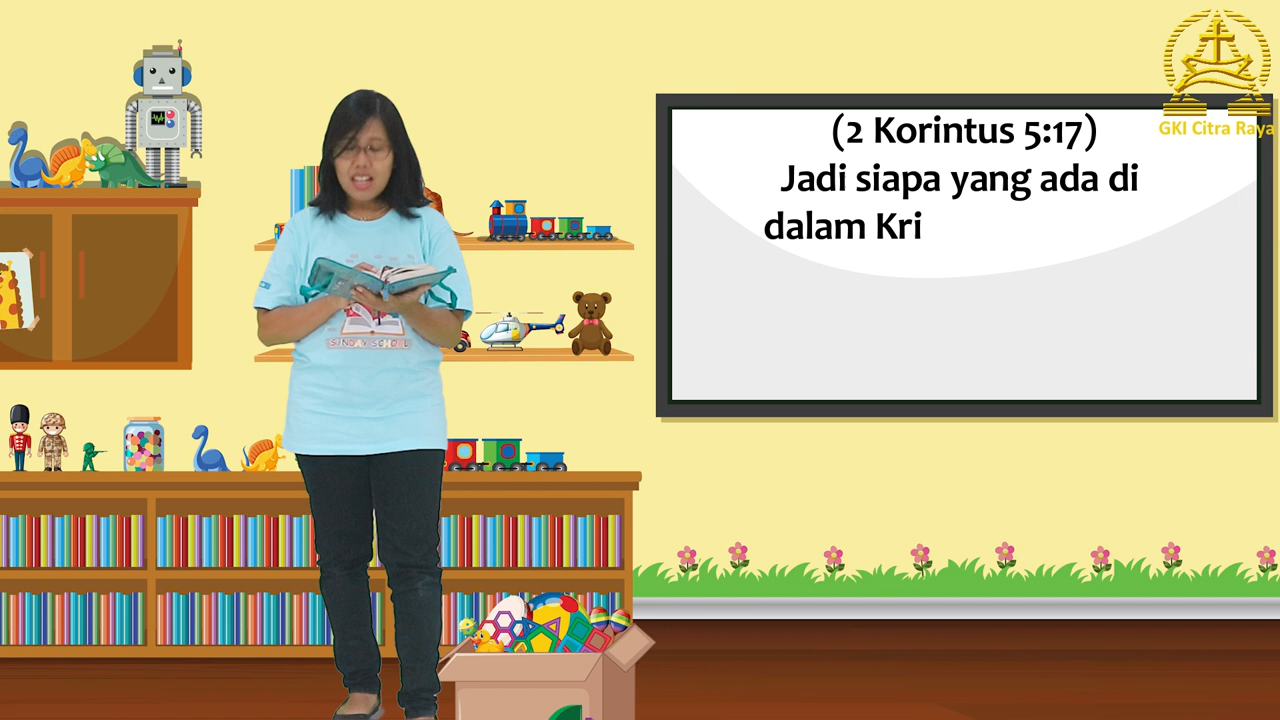 GKI Citra Raya
(2 Korintus 5:17)
Jadi siapa yang ada di
dalam Kri
SUNDAY SCHOOL